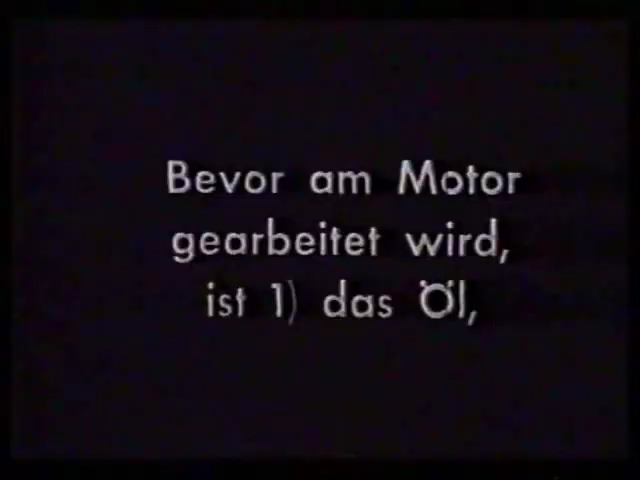 Bevor am Motor
gearbeitet wird,
ist 1) das Öl,